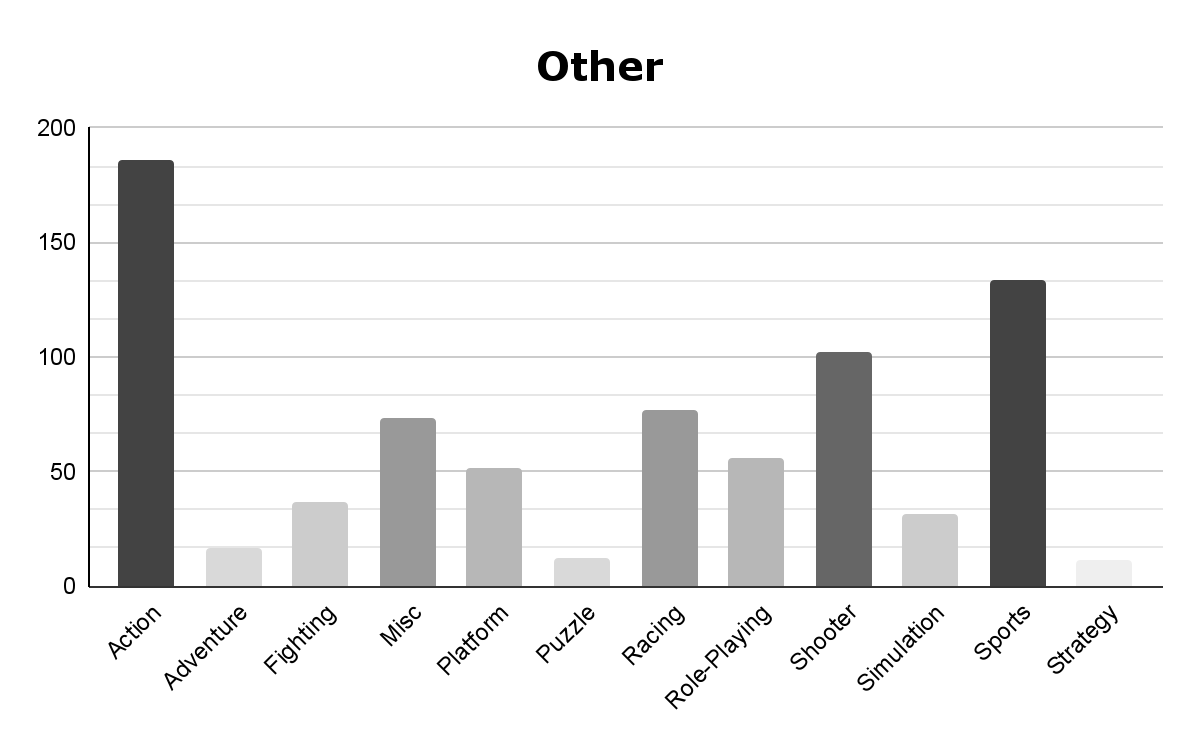 Other
200
150
100
50
0
Action
Adventure
Fighting
MIsc
Platform
Puzzle
Racing
Role-Playing
Shooter
Simulation
Sports
Strategy